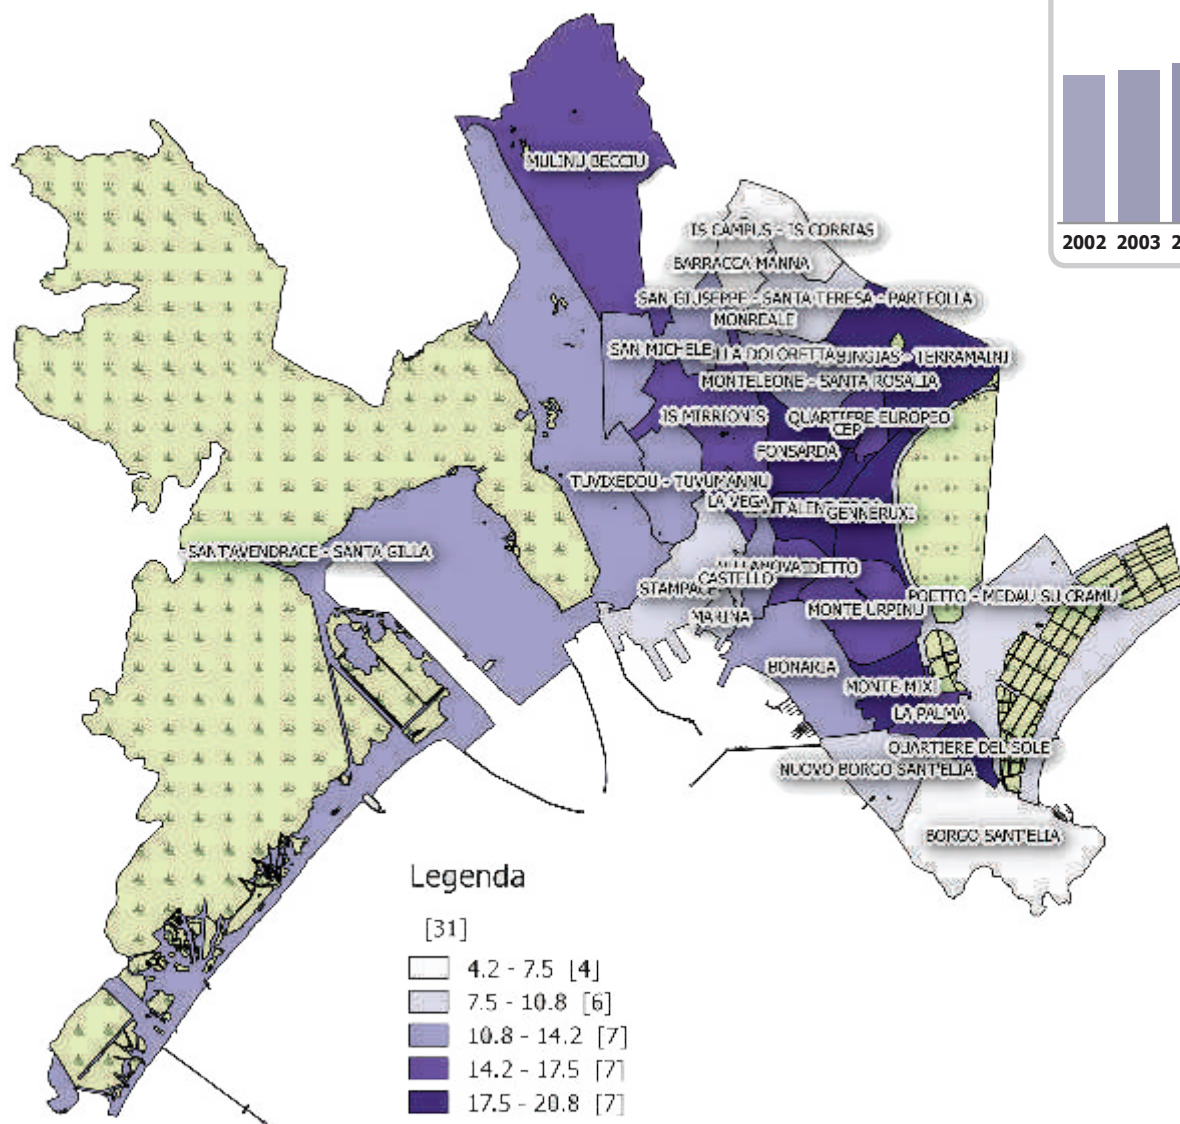 MULINU BECCIU
IS CAMPUS - IS CORRIAS
BARRACCA MANNA
SAN GIUSEPPE - SANTA TERESA - PARTEOLLA
MONREALE
SAN MICHELE
LLA DOLORETTA
BINGIAS - TERRAMAINI
MONTELEONE - SANTA ROSALIA
IS MIRRIONIS
QUARTIERE EUROPEO
CEP
FONSARDA
TUVIXEDDU - TUVUMANNU
LA VEGA
GENNERUXI
SANT'AVENDRACE - SANTA GILLA
CASTELLO
STAMPACE
MARINA
MONTE URPINU
POETTO - MEDAU SU CRAMU
BONARIA
MONTE MIXI
LA PALMA
QUARTIERE DEL SOLE
NUOVO BORGO SANT'ELIA
BORGO SANT'ELIA
2002 2003 2
Legenda
[31]
4.2 - 7.5 [4]
7.5 - 10.8 [6]
10.8 - 14.2 [7]
14.2 - 17.5 [7]
17.5 - 20.8 [7]